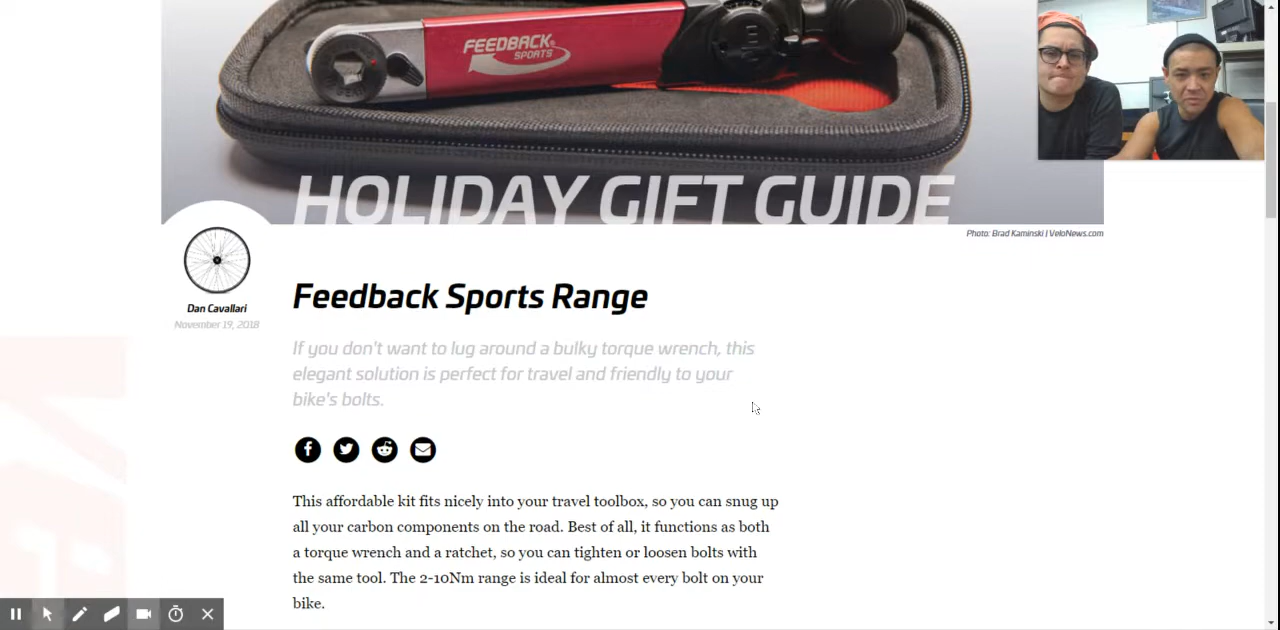 FEEDBACK
SPORTS
HOLIDAY GIFT GUIDE
Photo: Brad Kaminski | VeloNews.com
Dan Cavallari
November 19, 2018
Feedback Sports Range
If you don't want to lug around a bulky torque wrench, this
elegant solution is perfect for travel and friendly to your
bike's bolts.
This affordable kit fits nicely into your travel toolbox, so you can snug up
all your carbon components on the road. Best of all, it functions as both
a torque wrench and a ratchet, so you can tighten or loosen bolts with
the same tool. The 2-10Nm range is ideal for almost every bolt on your
bike.